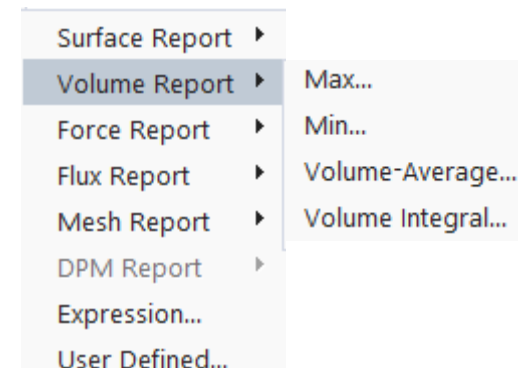 Surface Report
Volume Report
Force Report
Flux Report
Mesh Report
DPM Report
Expression...
User Defined...
Max...
Min...
Volume-Average...
Volume Integral...